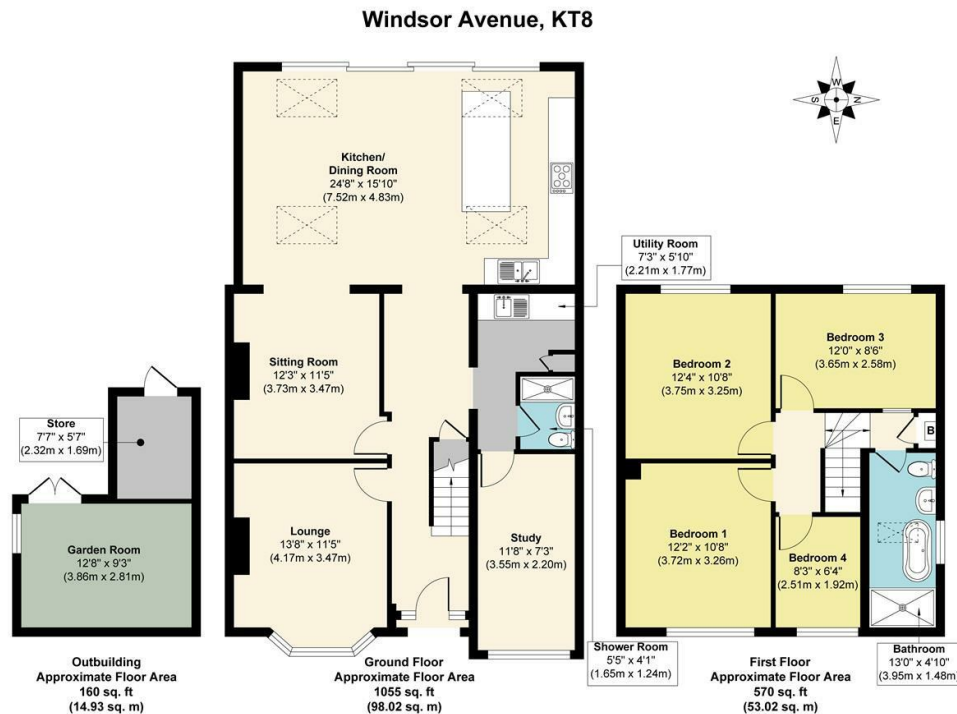 Windsor Avenue, KT8
W
S
N
E
Kitchen/
Dining Room
24'8" x 15'10"
(7.52m x 4.83m)
Utility Room
7'3" x 5'10"
(2.21m x 1.77m)
Sitting Room
12'3" x 11'5"
(3.73m x 3.47m)
Bedroom 2
12'4" x 10'8"
(3.75m x 3.25m)
Bedroom 3
12'0" x 8'6"
(3.65m x 2.58m)
Store
7'7" x 5'7"
(2.32m x 1.69m)
B
Lounge
13'8" x 11'5"
(4.17m x 3.47m)
Study
11'8" x 7'3"
(3.55m x 2.20m)
Bedroom 1
12'2" x 10'8"
(3.72m x 3.26m)
Bedroom 4
8'3" x 6'4"
(2.51m x 1.92m)
Garden Room
12'8" x 9'3"
(3.86m x 2.81m)
Shower Room
5'5" x 4'1"
(1.65m x 1.24m)
Bathroom
13'0" x 4'10"
(3.95m x 1.48m)
Outbuilding
Approximate Floor Area
160 sq. ft
(14.93 sq. m)
Ground Floor
Approximate Floor Area
1055 sq. ft
(98.02 sq. m)
First Floor
Approximate Floor Area
570 sq. ft
(53.02 sq. m)